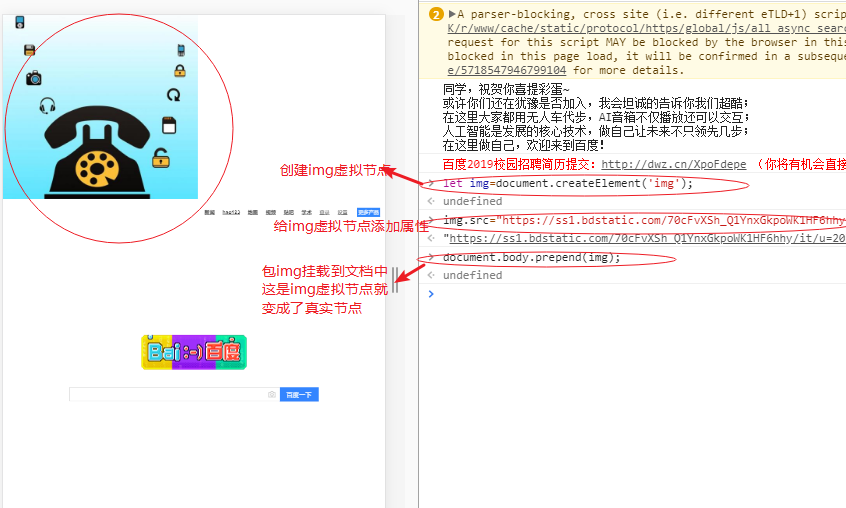 2 ▶A parser-blocking, cross site (i.e. different eTLD+1) scrip
K/r/www/cache/static/protocol/https/global/js/all async searc
request for this script MAY be blocked by the browser in this
blocked in this page load, it will be confirmed in a subseque
e/5718547946799104 for more details.
同学，祝贺你喜提彩蛋~
或许你们还在犹豫是否加入，我会坦诚的告诉你我们超酷；
在这里大家都用无人车代步，AI音箱不仅播放还可以交互；
人工智能是发展的核心技术，做自己让未来不只领先几步；
在这里做自己，欢迎来到百度！
百度2019校园招聘简历提交：http://dwz.cn/XpoFdepe （你将有机会直接
创建img虚拟节点
> let img=document.createElement('img');
< undefined
新闻 hao123 地图 视频 贴吧 学术 登录 设置 更多产品
给img虚拟节点添加属性
> img.src="https://ss1.bdstatic.com/70cFvXSh_Q1YnxGkpoWK1HF6hhy
< "https://ss1.bdstatic.com/70cFvXSh_Q1YnxGkpoWK1HF6hhy/it/u=20
> document.body.prepend(img);
< undefined
>
包img挂载到文档中
这是img虚拟节点就
变成了真实节点
Bai:-)百度
百度一下